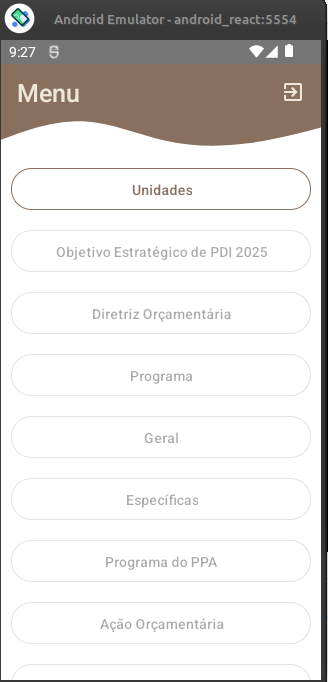 Android Emulator - android_react:5554
9:27
Menu
Unidades
Objetivo Estratégico de PDI 2025
Diretriz Orçamentária
Programa
Geral
Específicas
Programa do PPA
Ação Orçamentária